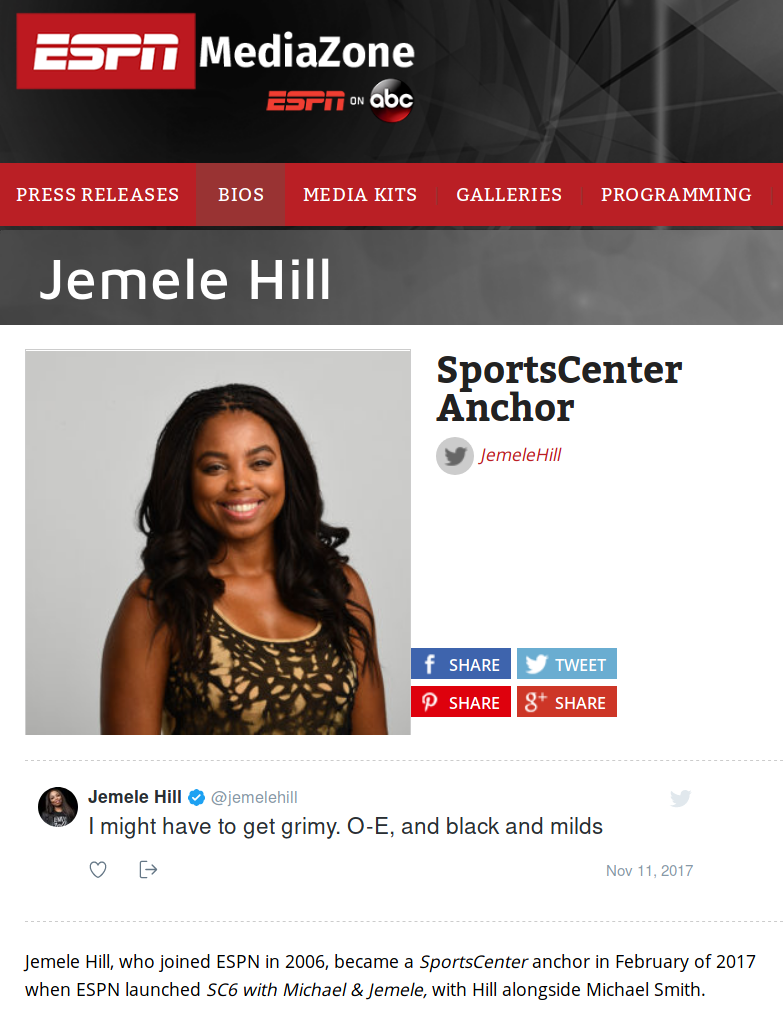 ESPN MediaZone
ESPN ON abc
PRESS RELEASES BIOS MEDIA KITS GALLERIES PROGRAMMING
Jemele Hill
SportsCenter
Anchor
JemeleHill
f SHARE TWEET
SHARE g+ SHARE
Jemele Hill @jemelehill
I might have to get grimy. O-E, and black and milds
Nov 11, 2017
Jemele Hill, who joined ESPN in 2006, became a SportsCenter anchor in February of 2017
when ESPN launched SC6 with Michael & Jemele, with Hill alongside Michael Smith.